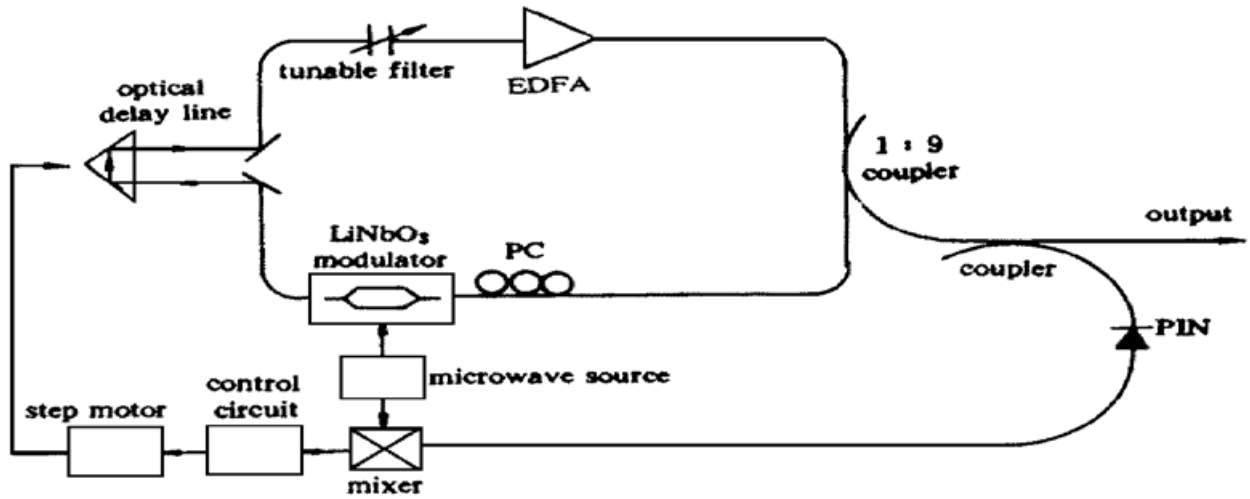 tunable filter
EDFA
optical
delay line
1 : 9
coupler
output
LiNbO₃
modulator
PC
coupler
PIN
microwave source
control
circuit
step motor
mixer